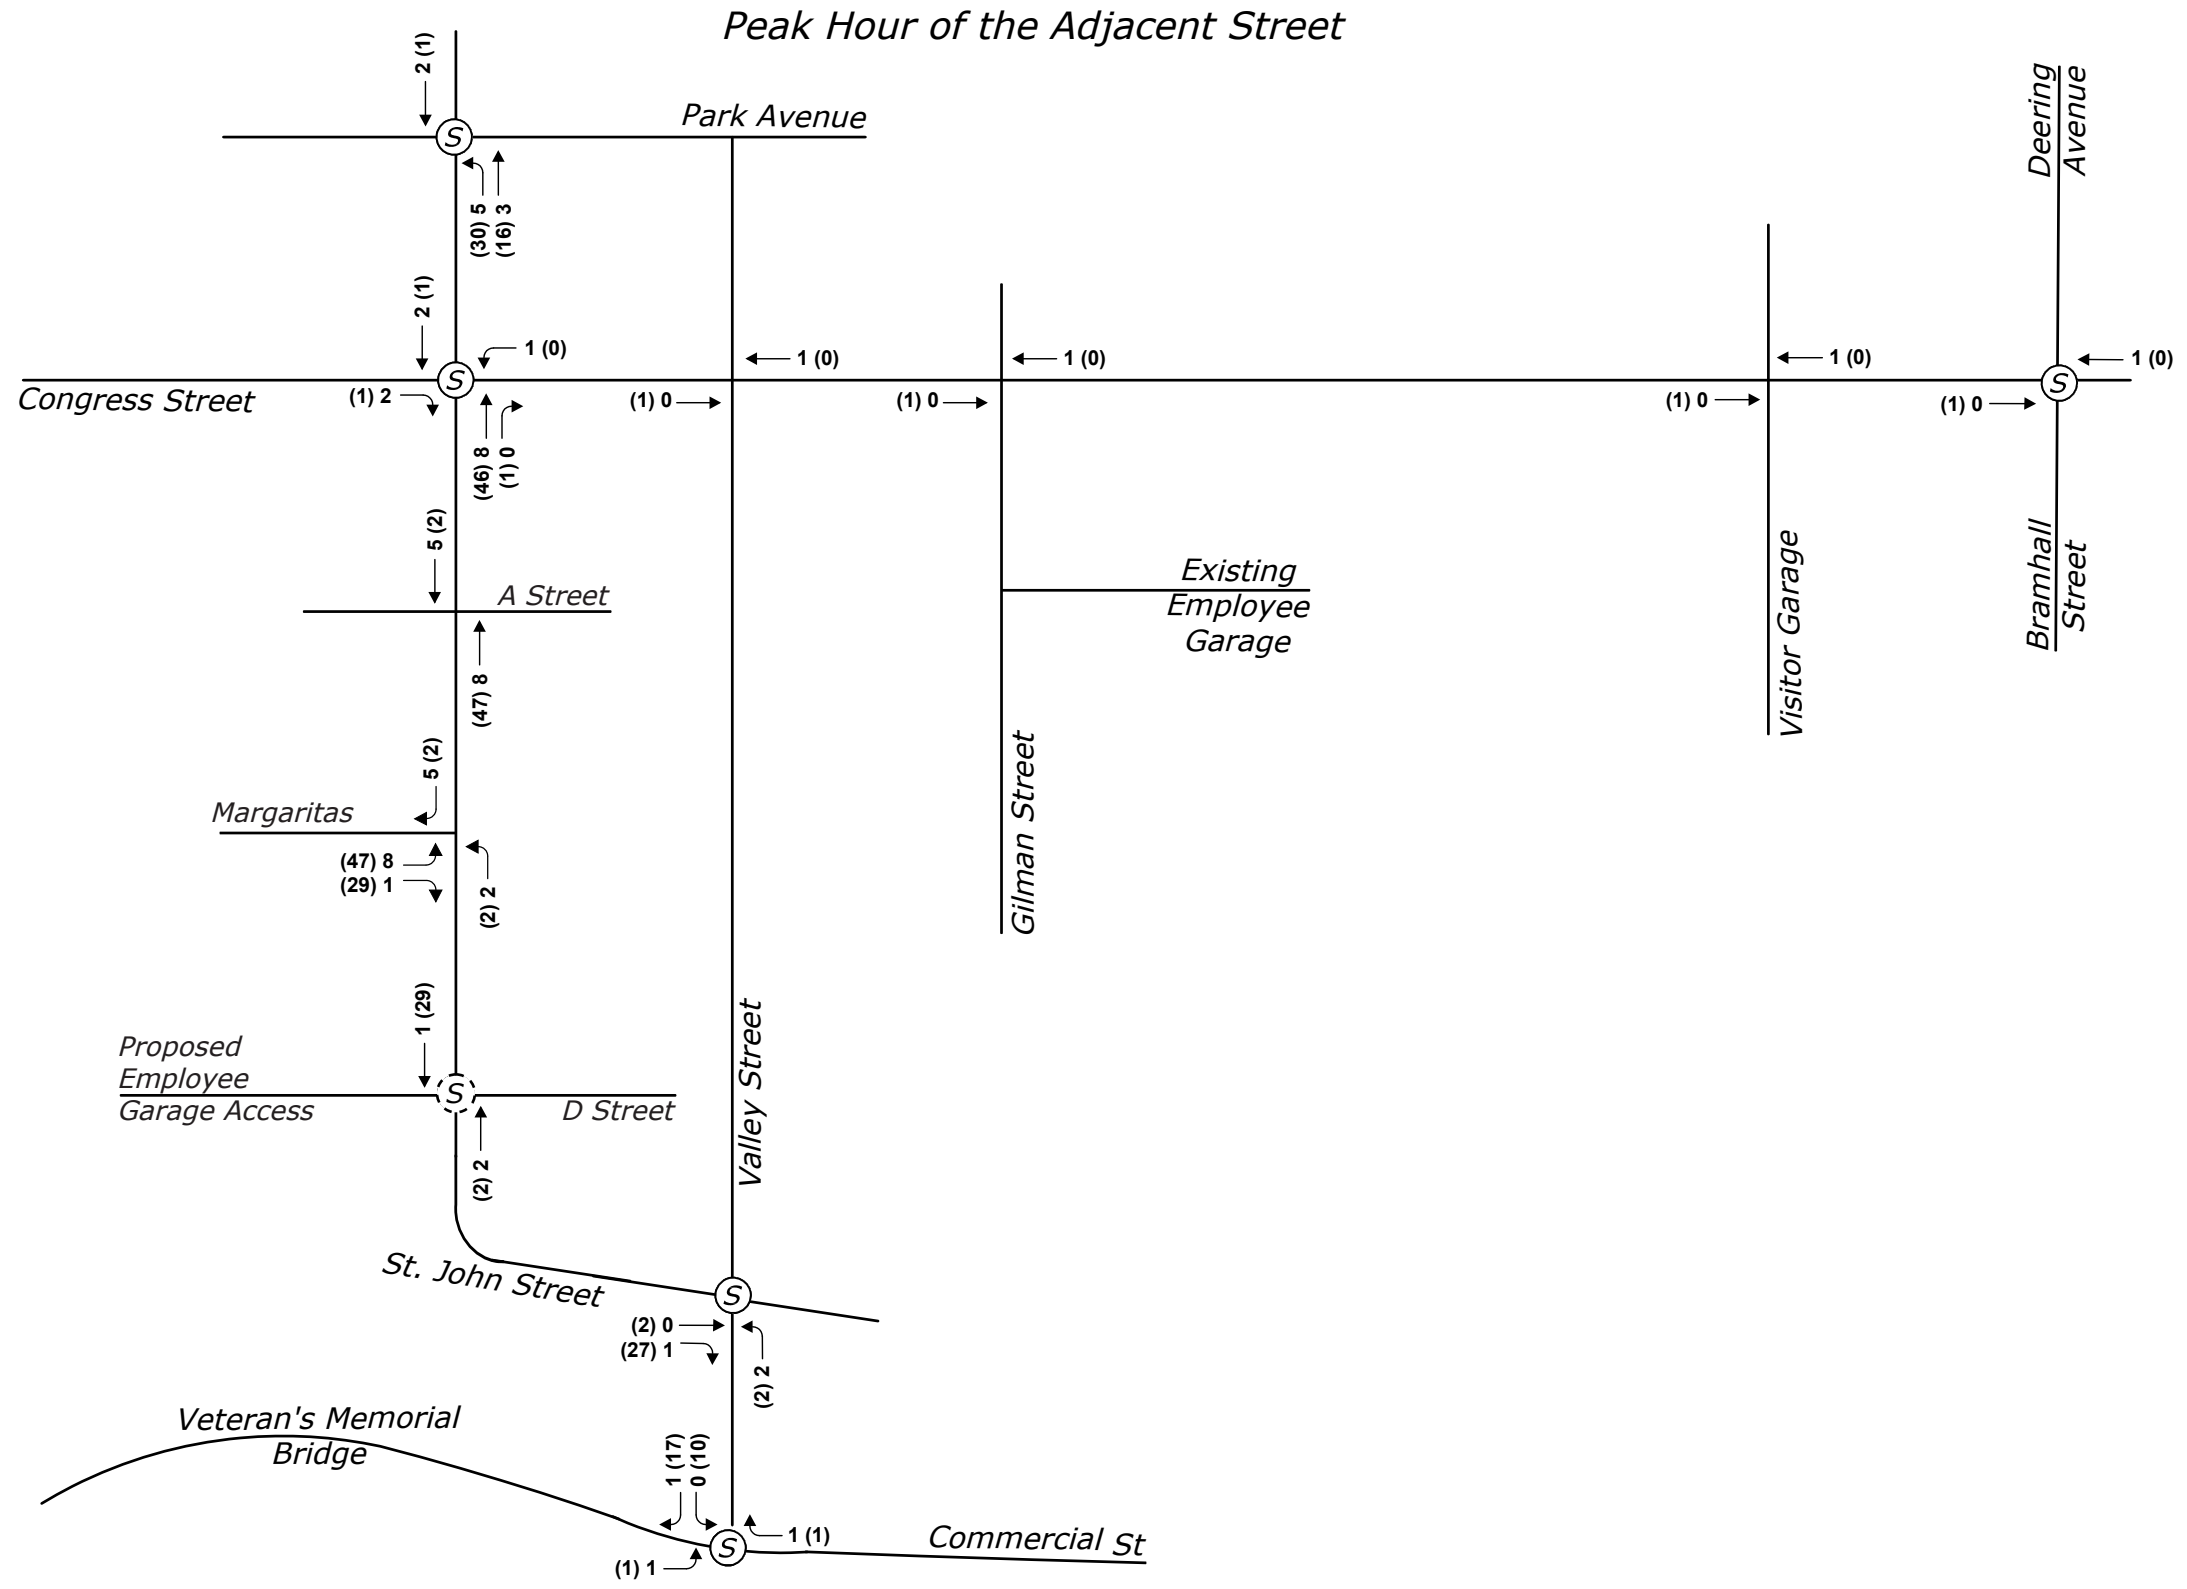 Peak Hour of the Adjacent Street
2 (1)
Deering
Avenue
Park Avenue
S
(30) 5
(16) 3
2 (1)
1 (0)
1 (0)
1 (0)
1 (0)
1 (0)
S
S
Congress Street
(1) 2
(1) 0
(1) 0
(1) 0
(1) 0
(46) 8
(1) 0
5 (2)
A Street
Existing
Employee
Garage
Visitor Garage
Bramhall
Street
(47) 8
5 (2)
Margaritas
(47) 8
(29) 1
(2) 2
Gilman Street
1 (29)
Proposed
Employee
Garage Access
S
D Street
Valley Street
(2) 2
St. John Street
S
(2) 0
(27) 1
(2) 2
Veteran's Memorial
Bridge
1 (17)
0 (10)
S
1 (1)
Commercial St
(1) 1